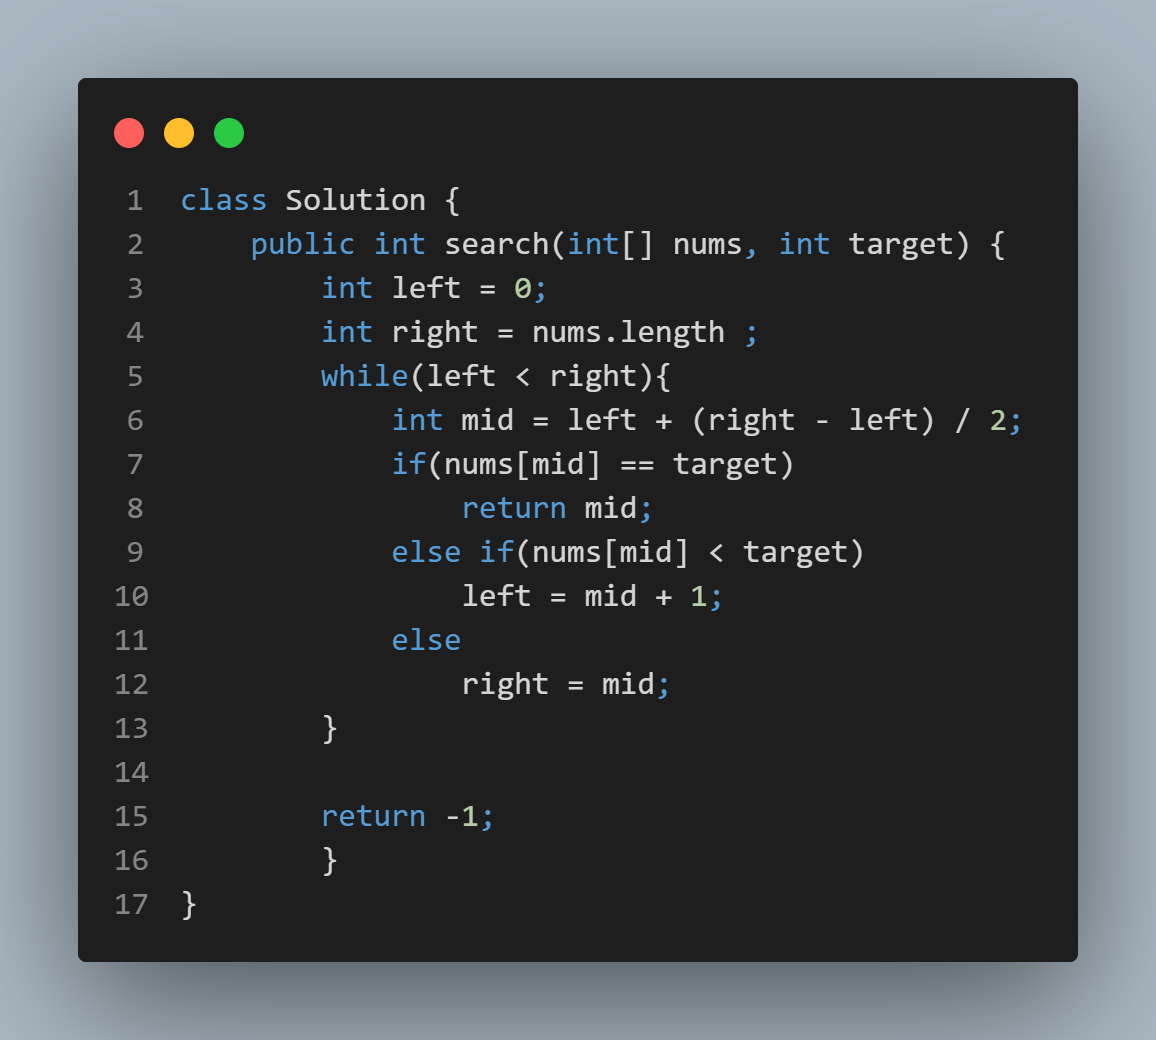 1 class Solution {
2     public int search(int[] nums, int target) {
3         int left = 0;
4         int right = nums.length ;
5         while(left < right){
6             int mid = left + (right - left) / 2;
7             if(nums[mid] == target)
8                 return mid;
9             else if(nums[mid] < target)
10                 left = mid + 1;
11             else
12                 right = mid;
13         }
14
15         return -1;
16         }
17 }